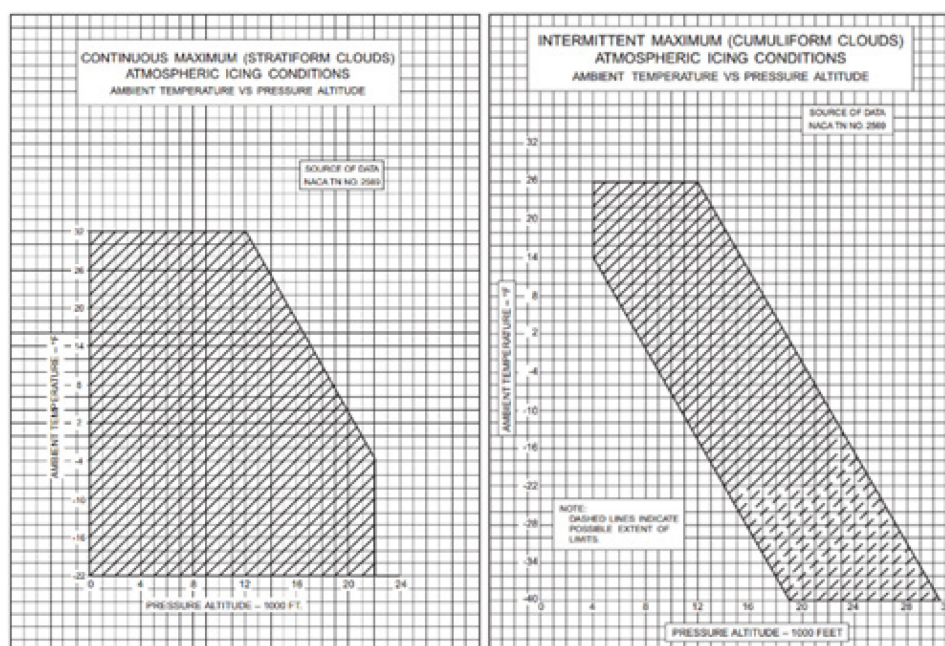 CONTINUOUS MAXIMUM (STRATIFORM CLOUDS)
ATMOSPHERIC ICING CONDITIONS
AMBIENT TEMPERATURE VS PRESSURE ALTITUDE
SOURCE OF DATA
NACA TN NO. 2569
32
26
20
14
8
2
-4
-10
-16
-22
AMBIENT TEMPERATURE – °F
0 4 8 12 16 20 24
PRESSURE ALTITUDE – 1000 FT.
INTERMITTENT MAXIMUM (CUMULIFORM CLOUDS)
ATMOSPHERIC ICING CONDITIONS
AMBIENT TEMPERATURE VS PRESSURE ALTITUDE
SOURCE OF DATA
NACA TN NO. 2569
32
26
20
14
8
2
-4
-10
-16
-22
-28
-34
-40
AMBIENT TEMPERATURE – °F
NOTE:
DASHED LINES INDICATE
POSSIBLE EXTENT OF
LIMITS.
0 4 8 12 16 20 24 28
PRESSURE ALTITUDE – 1000 FEET